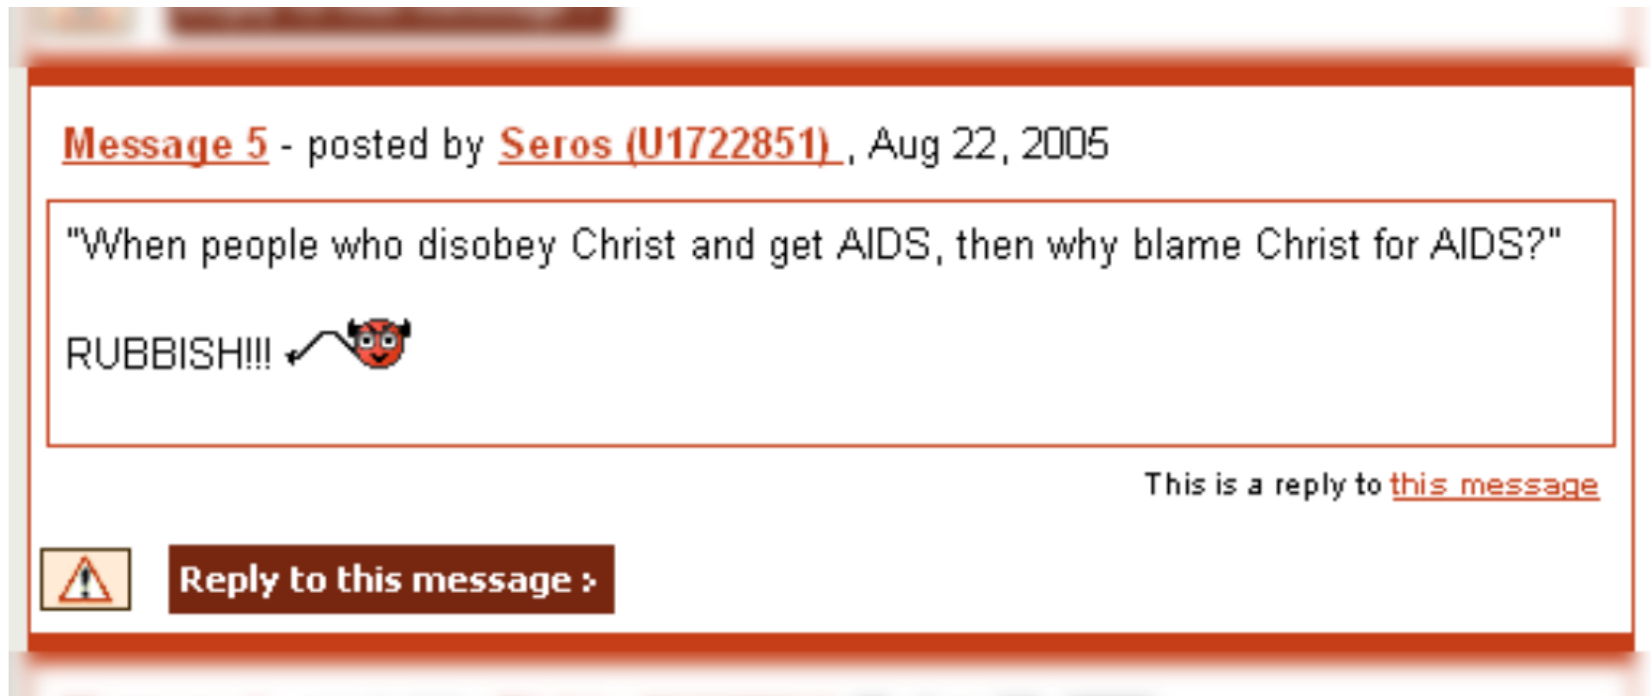 Message 5 - posted by Seros (U1722851) , Aug 22, 2005
"When people who disobey Christ and get AIDS, then why blame Christ for AIDS?"
RUBBISH!!!
This is a reply to this message
Reply to this message >